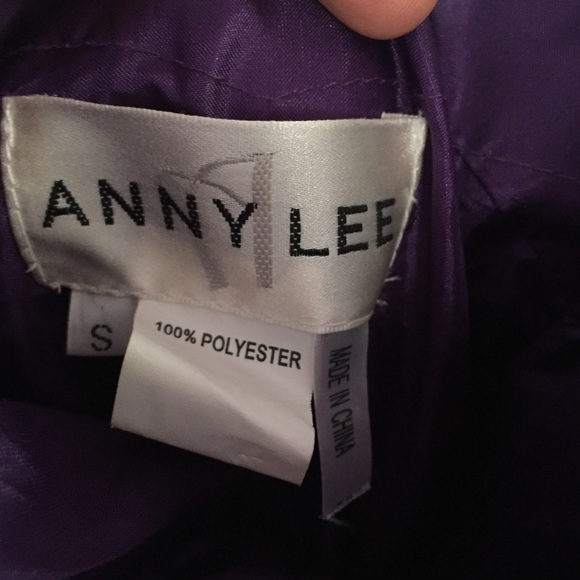 ANNY LEE
S
100% POLYESTER
MADE IN CHINA